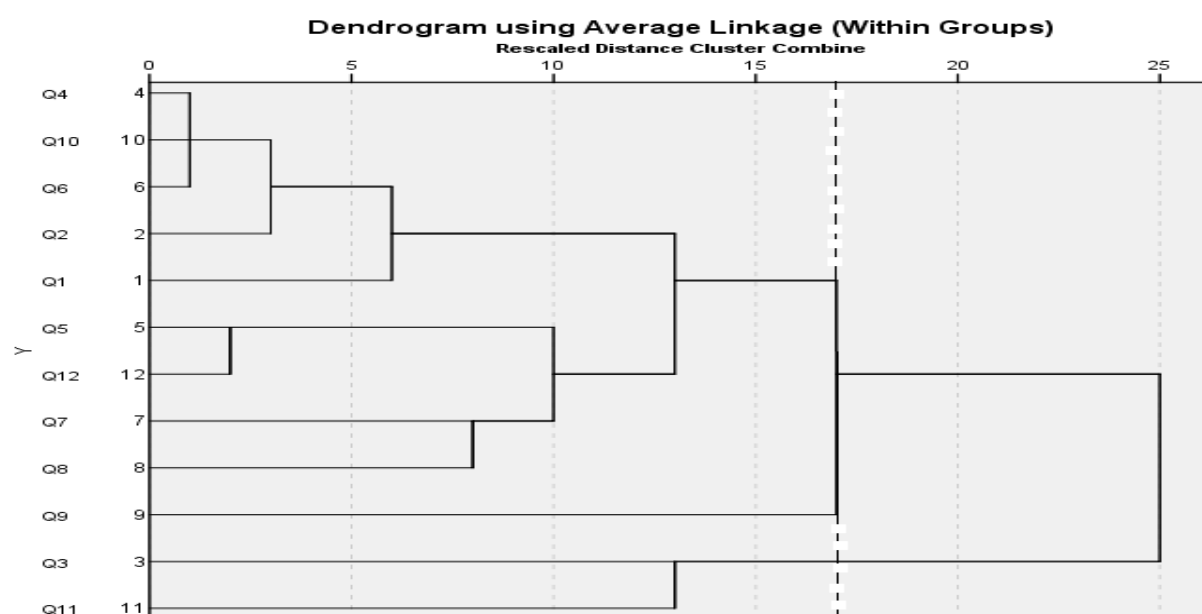 Dendrogram using Average Linkage (Within Groups)
Rescaled Distance Cluster Combine
0 5 10 15 20 25
Q4 4
Q10 10
Q6 6
Q2 2
Q1 1
Q5 5
Y
Q12 12
Q7 7
Q8 8
Q9 9
Q3 3
Q11 11